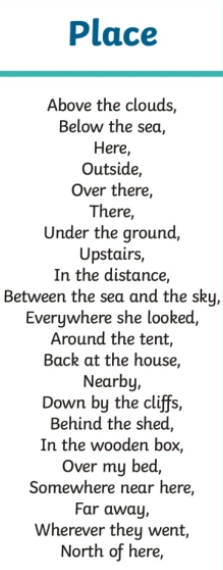 Place
Above the clouds,
Below the sea,
Here,
Outside,
Over there,
There,
Under the ground,
Upstairs,
In the distance,
Between the sea and the sky,
Everywhere she looked,
Around the tent,
Back at the house,
Nearby,
Down by the cliffs,
Behind the shed,
In the wooden box,
Over my bed,
Somewhere near here,
Far away,
Wherever they went,
North of here,